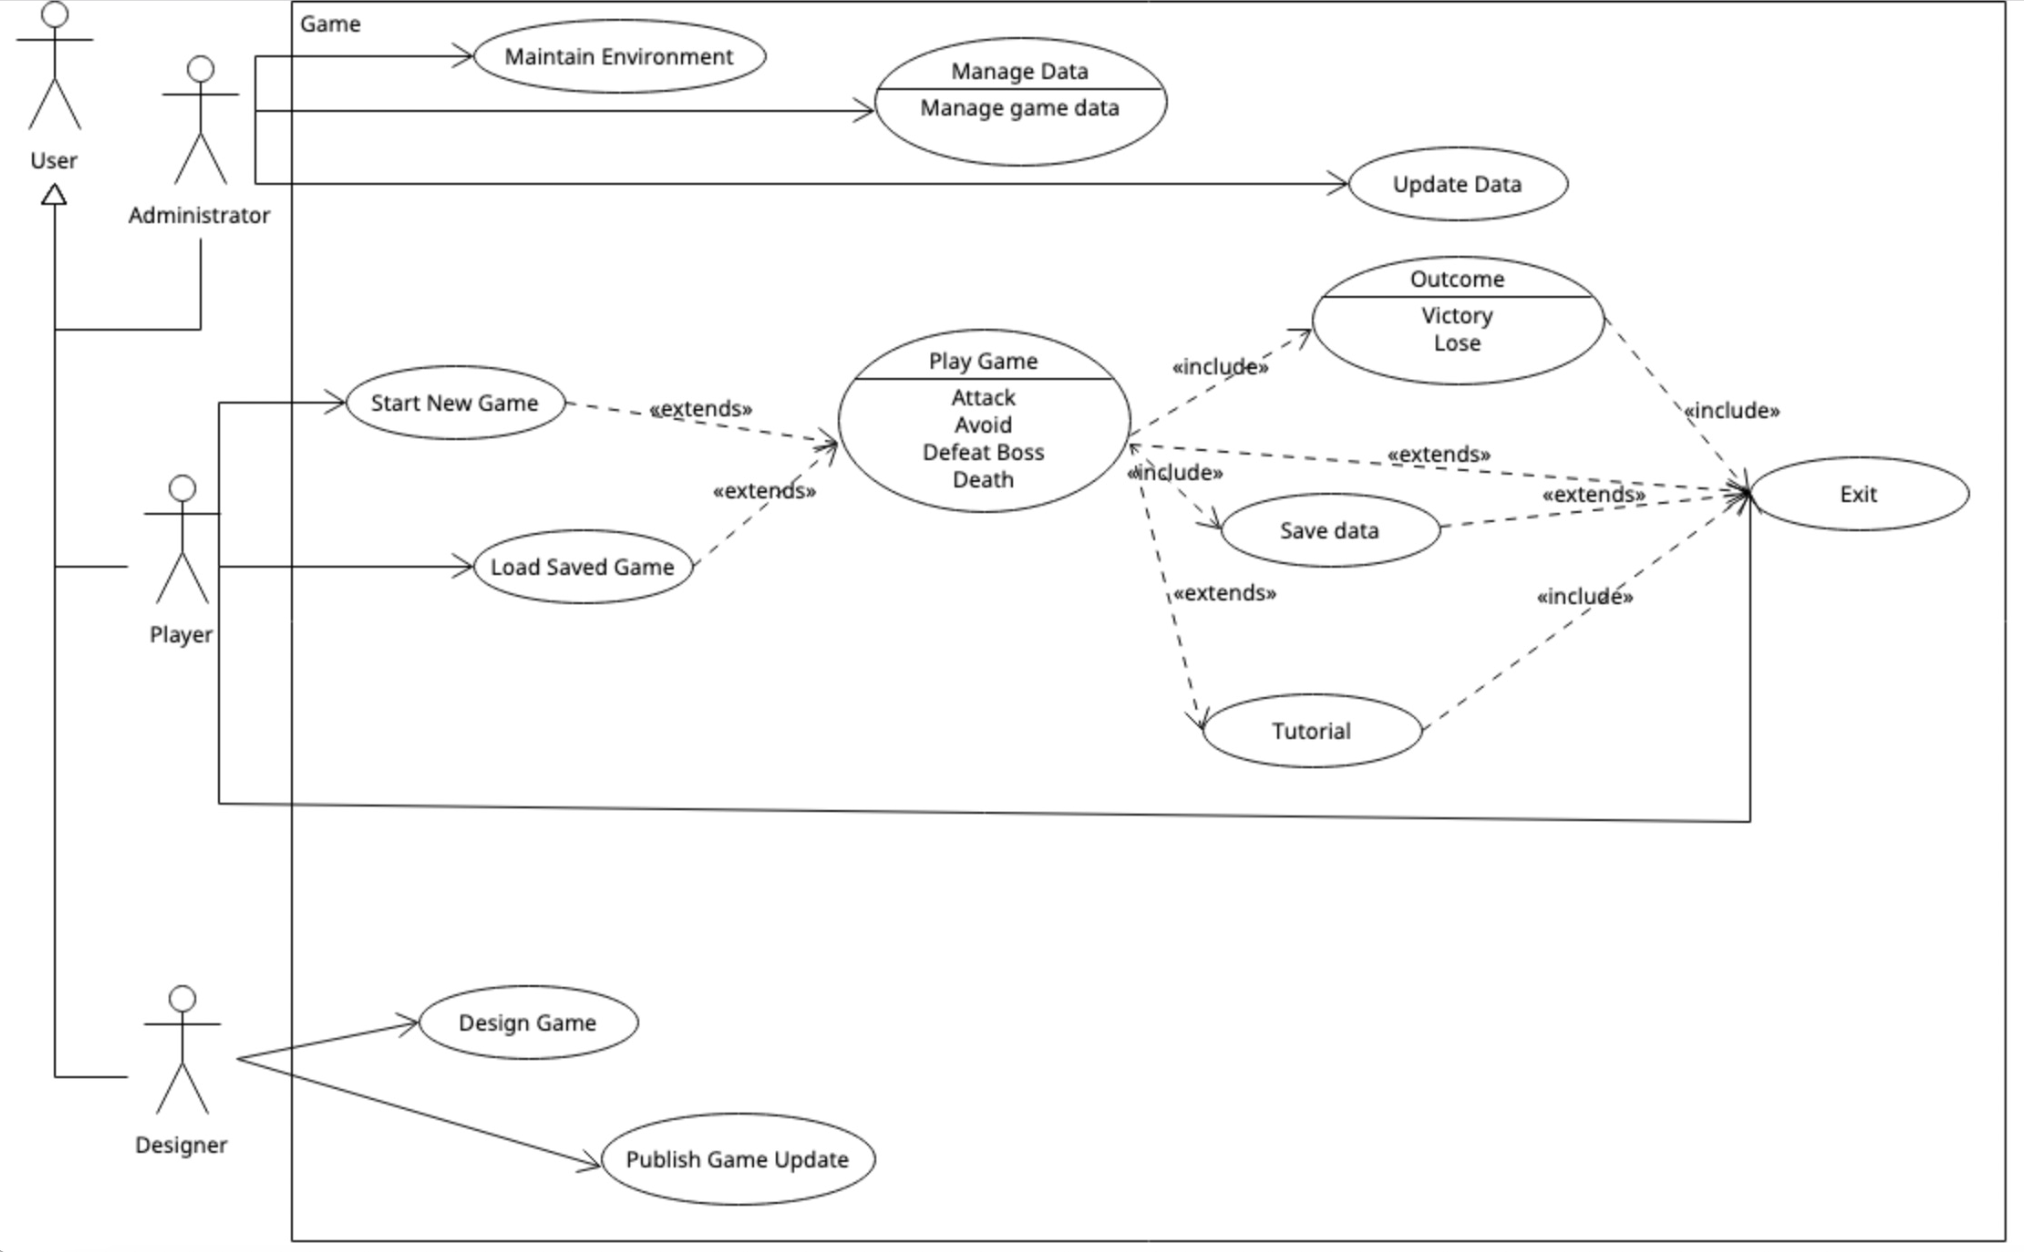 Game
User
Administrator
Maintain Environment
Manage Data
Manage game data
Update Data
Outcome
Victory
Lose
«include»
«include»
Start New Game
«extends»
Play Game
Attack
Avoid
Defeat Boss
Death
«extends»
«include»
«extends»
Save data
«extends»
Exit
Player
Load Saved Game
«extends»
«include»
Tutorial
Designer
Design Game
Publish Game Update